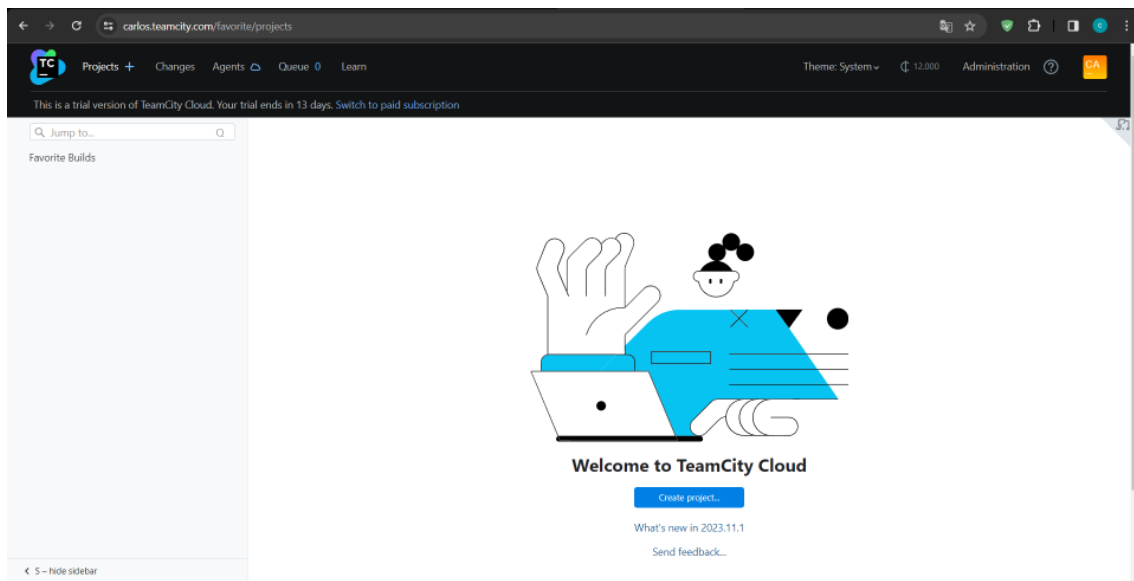 carlos.teamcity.com/favorite/projects
TC
Projects + Changes Agents Queue 0 Learn Theme: System 12.000 Administration ? CA
This is a trial version of TeamCity Cloud. Your trial ends in 13 days. Switch to paid subscription
Jump to... Q
Favorite Builds
Welcome to TeamCity Cloud
Create project...
What's new in 2023.11.1
Send feedback...
S – hide sidebar